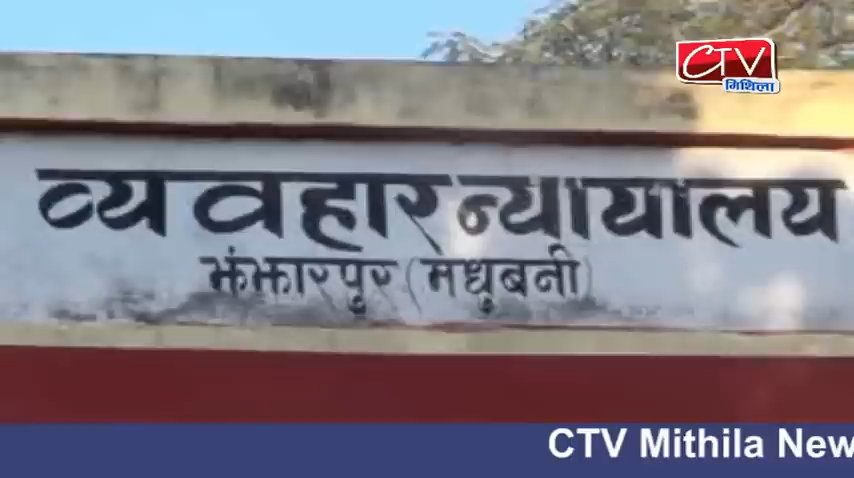 CTV
मिथिला
व्यवहार न्यायालय
झंझारपुर (मधुबनी)
CTV Mithila New